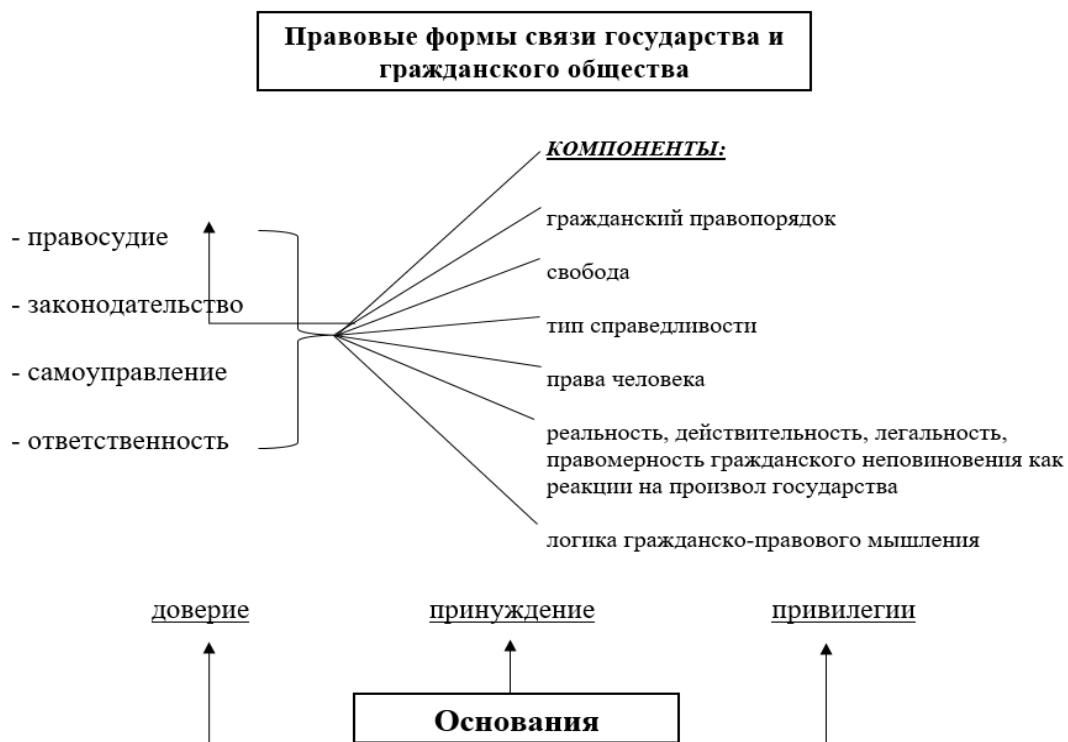 Правовые формы связи государства и
гражданского общества
КОМПОНЕНТЫ:
- правосудие
- законодательство
- самоуправление
- ответственность
гражданский правопорядок
свобода
тип справедливости
права человека
реальность, действительность, легальность,
правомерность гражданского неповиновения как
реакции на произвол государства
логика гражданско-правового мышления
доверие
принуждение
привилегии
Основания